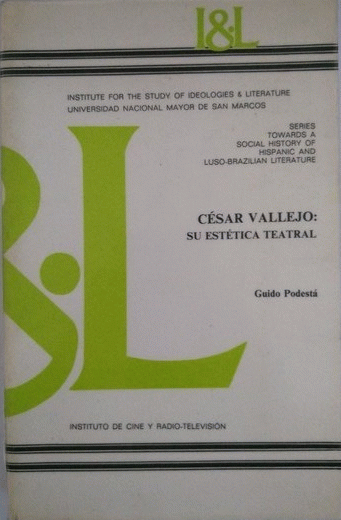 I&L
INSTITUTE FOR THE STUDY OF IDEOLOGIES & LITERATURE
UNIVERSIDAD NACIONAL MAYOR DE SAN MARCOS
SERIES
TOWARDS A
SOCIAL HISTORY OF
HISPANIC AND
LUSO-BRAZILIAN LITERATURE
&L
CÉSAR VALLEJO:
SU ESTÉTICA TEATRAL
Guido Podestá
INSTITUTO DE CINE Y RADIO-TELEVISIÓN